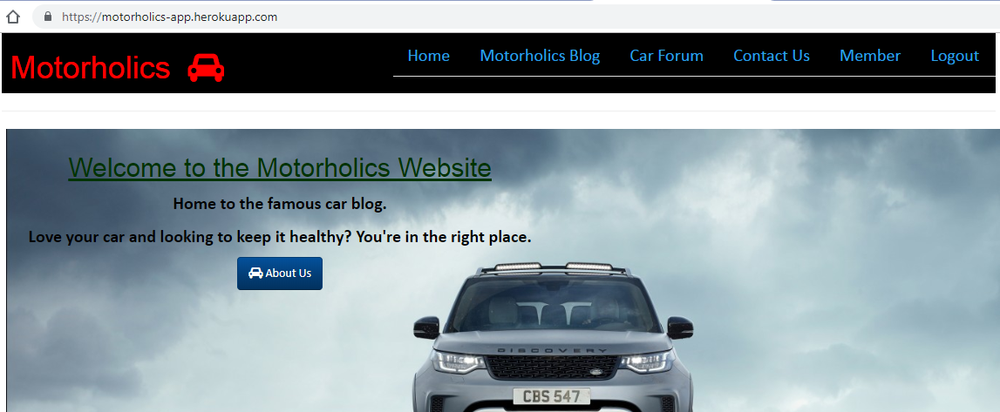 https://motorholics-app.herokuapp.com
Motorholics
Home Motorholics Blog Car Forum Contact Us Member Logout
Welcome to the Motorholics Website
Home to the famous car blog.
Love your car and looking to keep it healthy? You're in the right place.
About Us
DISCOVERY
CBS 547